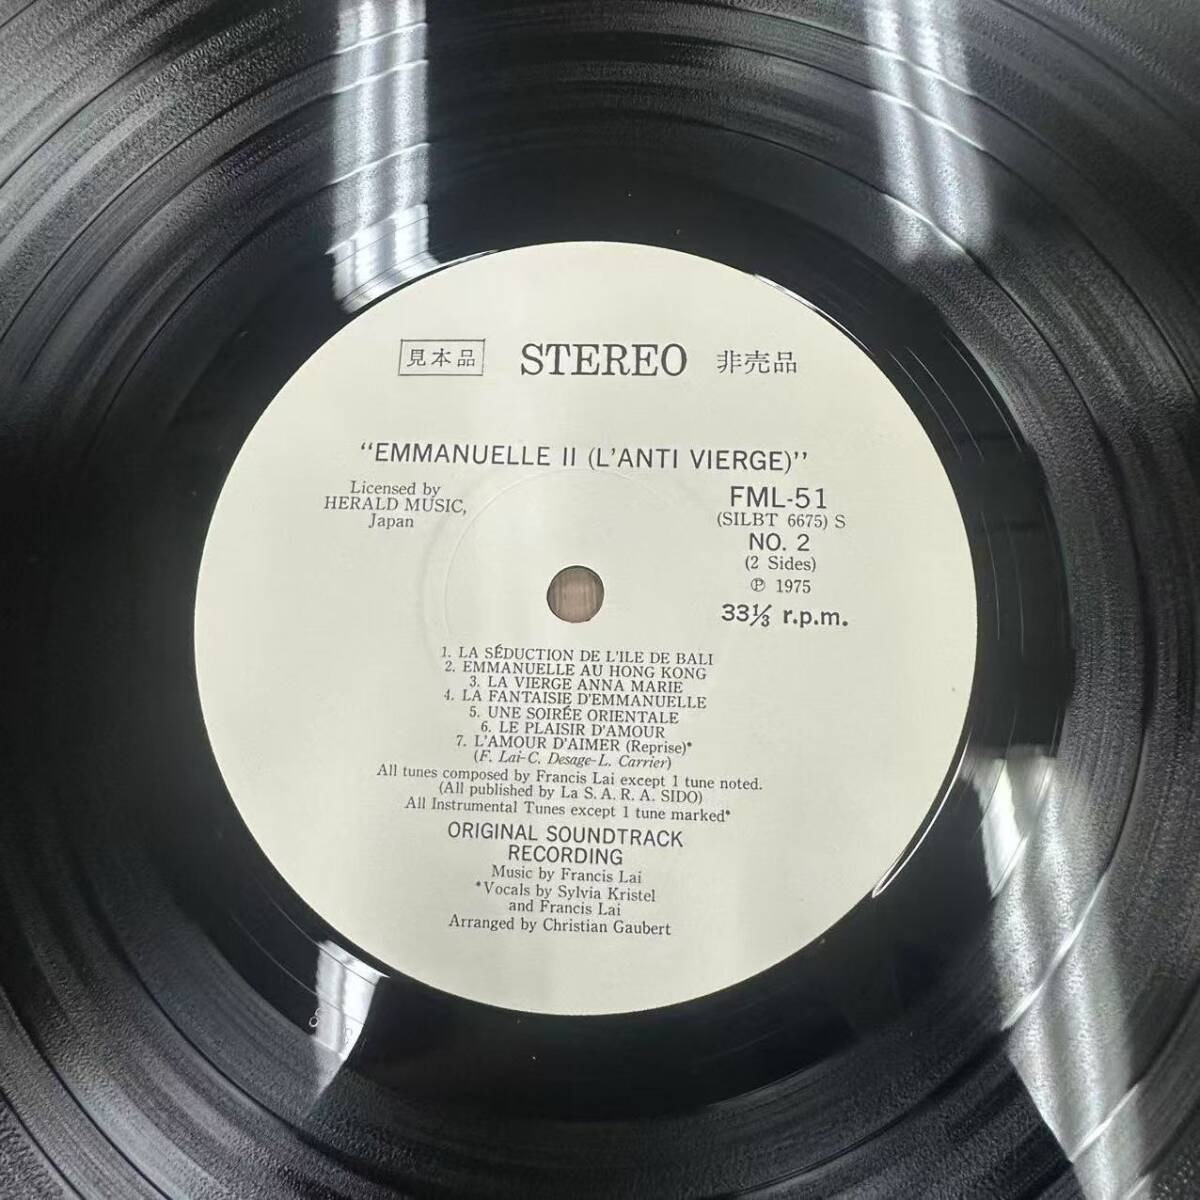 見本品 STEREO 非売品
“EMMANUELLE II (L'ANTI VIERGE)”
Licensed by
HERALD MUSIC,
Japan
FML-51
(SILBT 6675) S
NO. 2
(2 Sides)
℗ 1975
33⅓ r.p.m.
1. LA SÉDUCTION DE L'ILE DE BALI
2. EMMANUELLE AU HONG KONG
3. LA VIERGE ANNA MARIE
4. LA FANTAISIE D'EMMANUELLE
5. UNE SOIRÉE ORIENTALE
6. LE PLAISIR D'AMOUR
7. L'AMOUR D'AIMER (Reprise)*
(F. Lai-C. Desage-L. Carrier)
All tunes composed by Francis Lai except 1 tune noted.
(All published by La S. A. R. A. SIDO)
All Instrumental Tunes except 1 tune marked*
ORIGINAL SOUNDTRACK
RECORDING
Music by Francis Lai
*Vocals by Sylvia Kristel
and Francis Lai
Arranged by Christian Gaubert